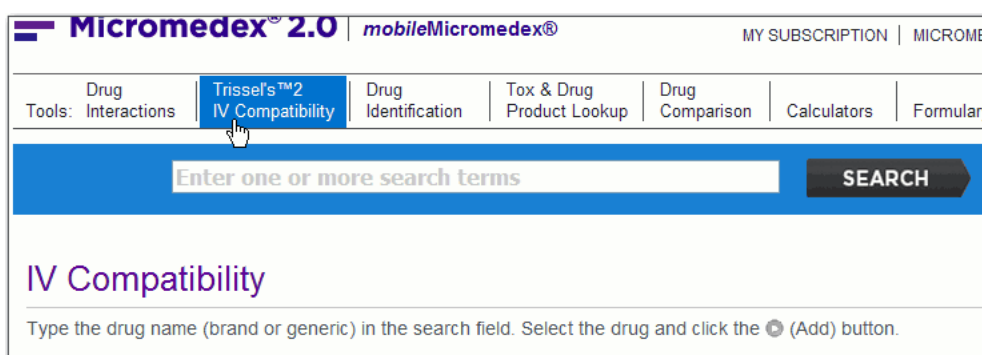 Micromedex® 2.0 | mobileMicromedex®
MY SUBSCRIPTION | MICROME
Tools:
Drug
Interactions
Trissel's™2
IV Compatibility
Drug
Identification
Tox & Drug
Product Lookup
Drug
Comparison
Calculators
Formular
Enter one or more search terms
SEARCH
IV Compatibility
Type the drug name (brand or generic) in the search field. Select the drug and click the (Add) button.